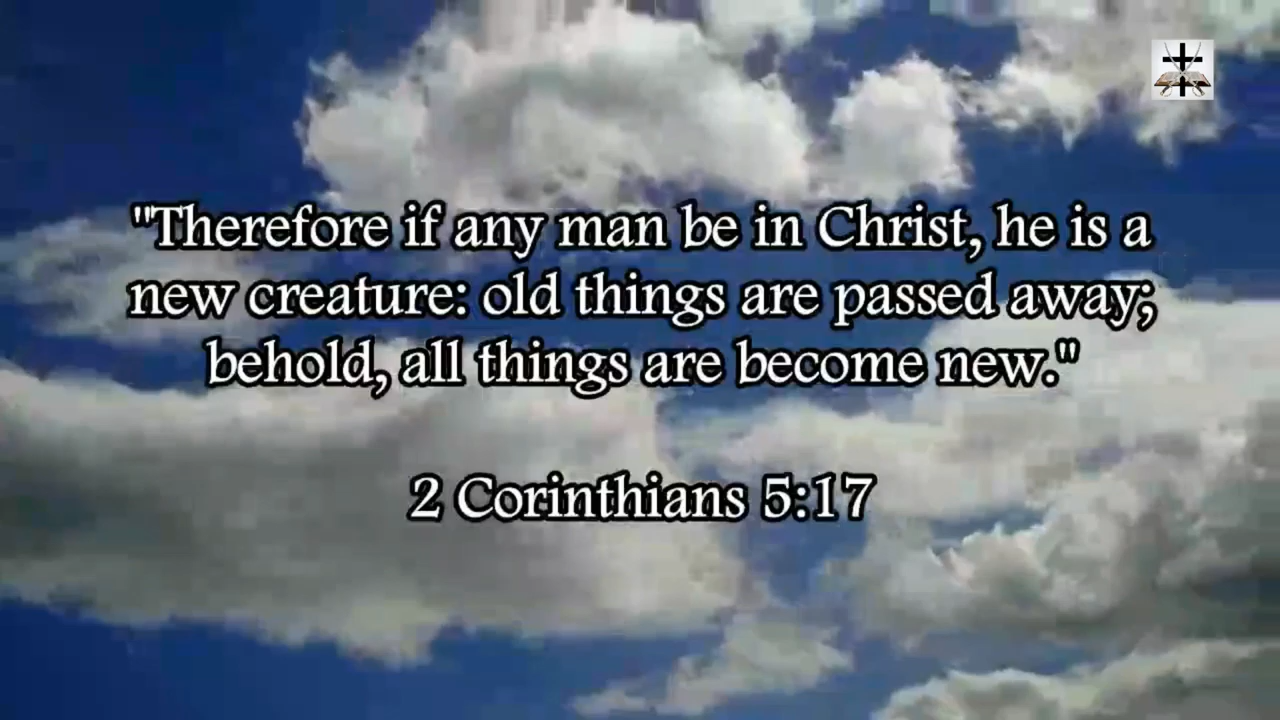 "Therefore if any man be in Christ, he is a
new creature: old things are passed away;
behold, all things are become new."
2 Corinthians 5:17